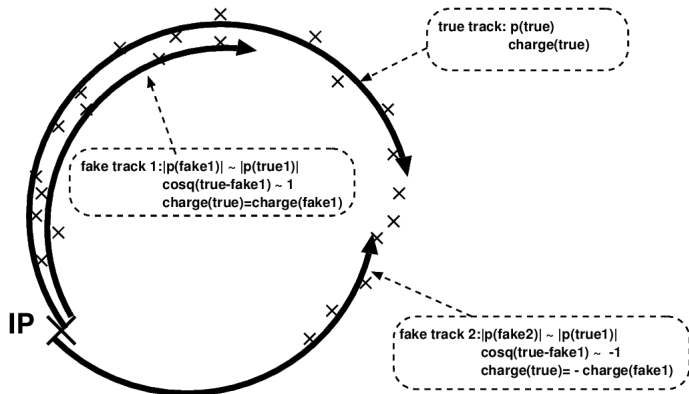 true track: p(true)
charge(true)
fake track 1:|p(fake1)| ~ |p(true1)|
cosq(true-fake1) ~ 1
charge(true)=charge(fake1)
IP
fake track 2:|p(fake2)| ~ |p(true1)|
cosq(true-fake1) ~ -1
charge(true)= - charge(fake1)